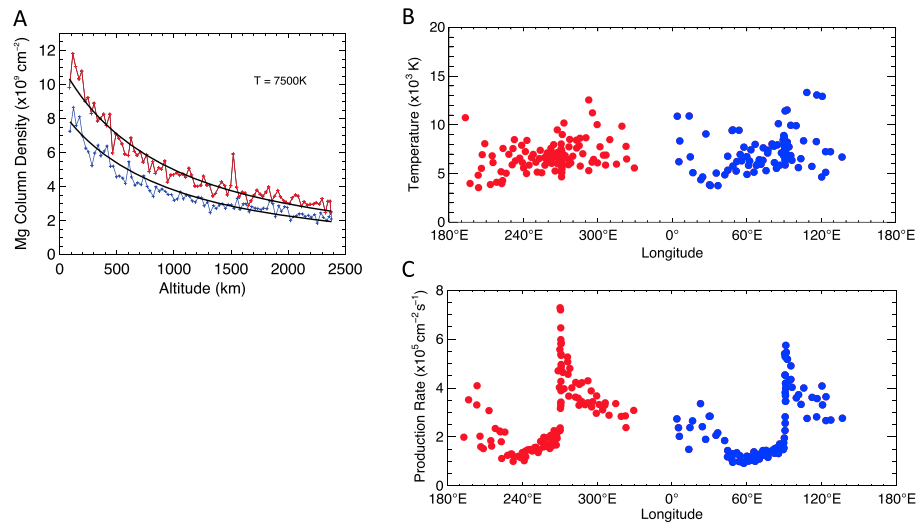 A
Mg Column Density (x10⁹ cm⁻²)
12
10
8
6
4
2
0
T = 7500K
0 500 1000 1500 2000 2500
Altitude (km)
B
Temperature (x10³ K)
20
15
10
5
0
180°E 240°E 300°E 0° 60°E 120°E 180°E
Longitude
C
Production Rate (x10⁵ cm⁻² s⁻¹)
8
6
4
2
0
180°E 240°E 300°E 0° 60°E 120°E 180°E
Longitude